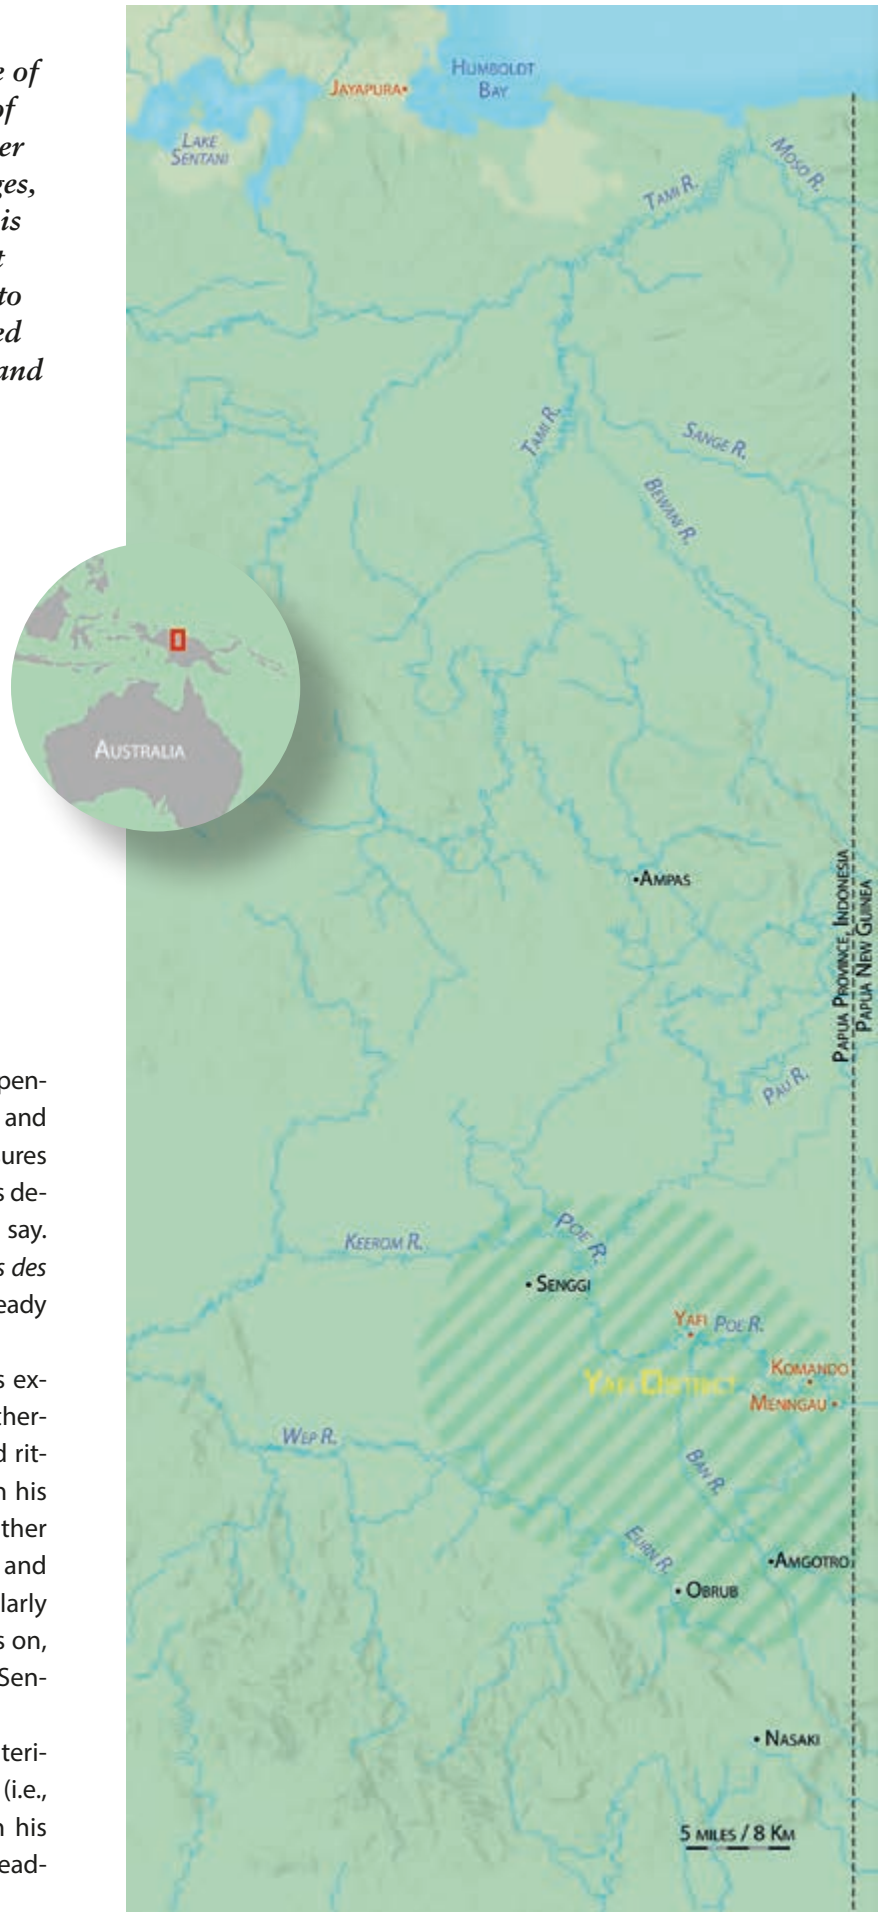 e of
of
er
ges,
is
t
to
ed
and
pen-
and
ures
s de-
say.
s des
eady
s ex-
ther-
d rit-
n his
ther
and
larly
s on,
Sen-
teri-
(i.e.,
n his
ead-
HUMBOLDT
BAY
JAYAPURA
LAKE
SENTANI
MOSO R.
TAMI R.
TAMI R.
SANGE R.
BEWANI R.
AUSTRALIA
AMPAS
PAPUA PROVINCE, INDONESIA
PAPUA NEW GUINEA
PAU R.
POE R.
KEEROM R.
SENGGI
YAFI
POE R.
KOMANDO
YAFI DISTRICT
MENNGAU
WEP R.
BAN R.
EURN R.
AMGOTRO
OBRUB
NASAKI
5 MILES / 8 KM